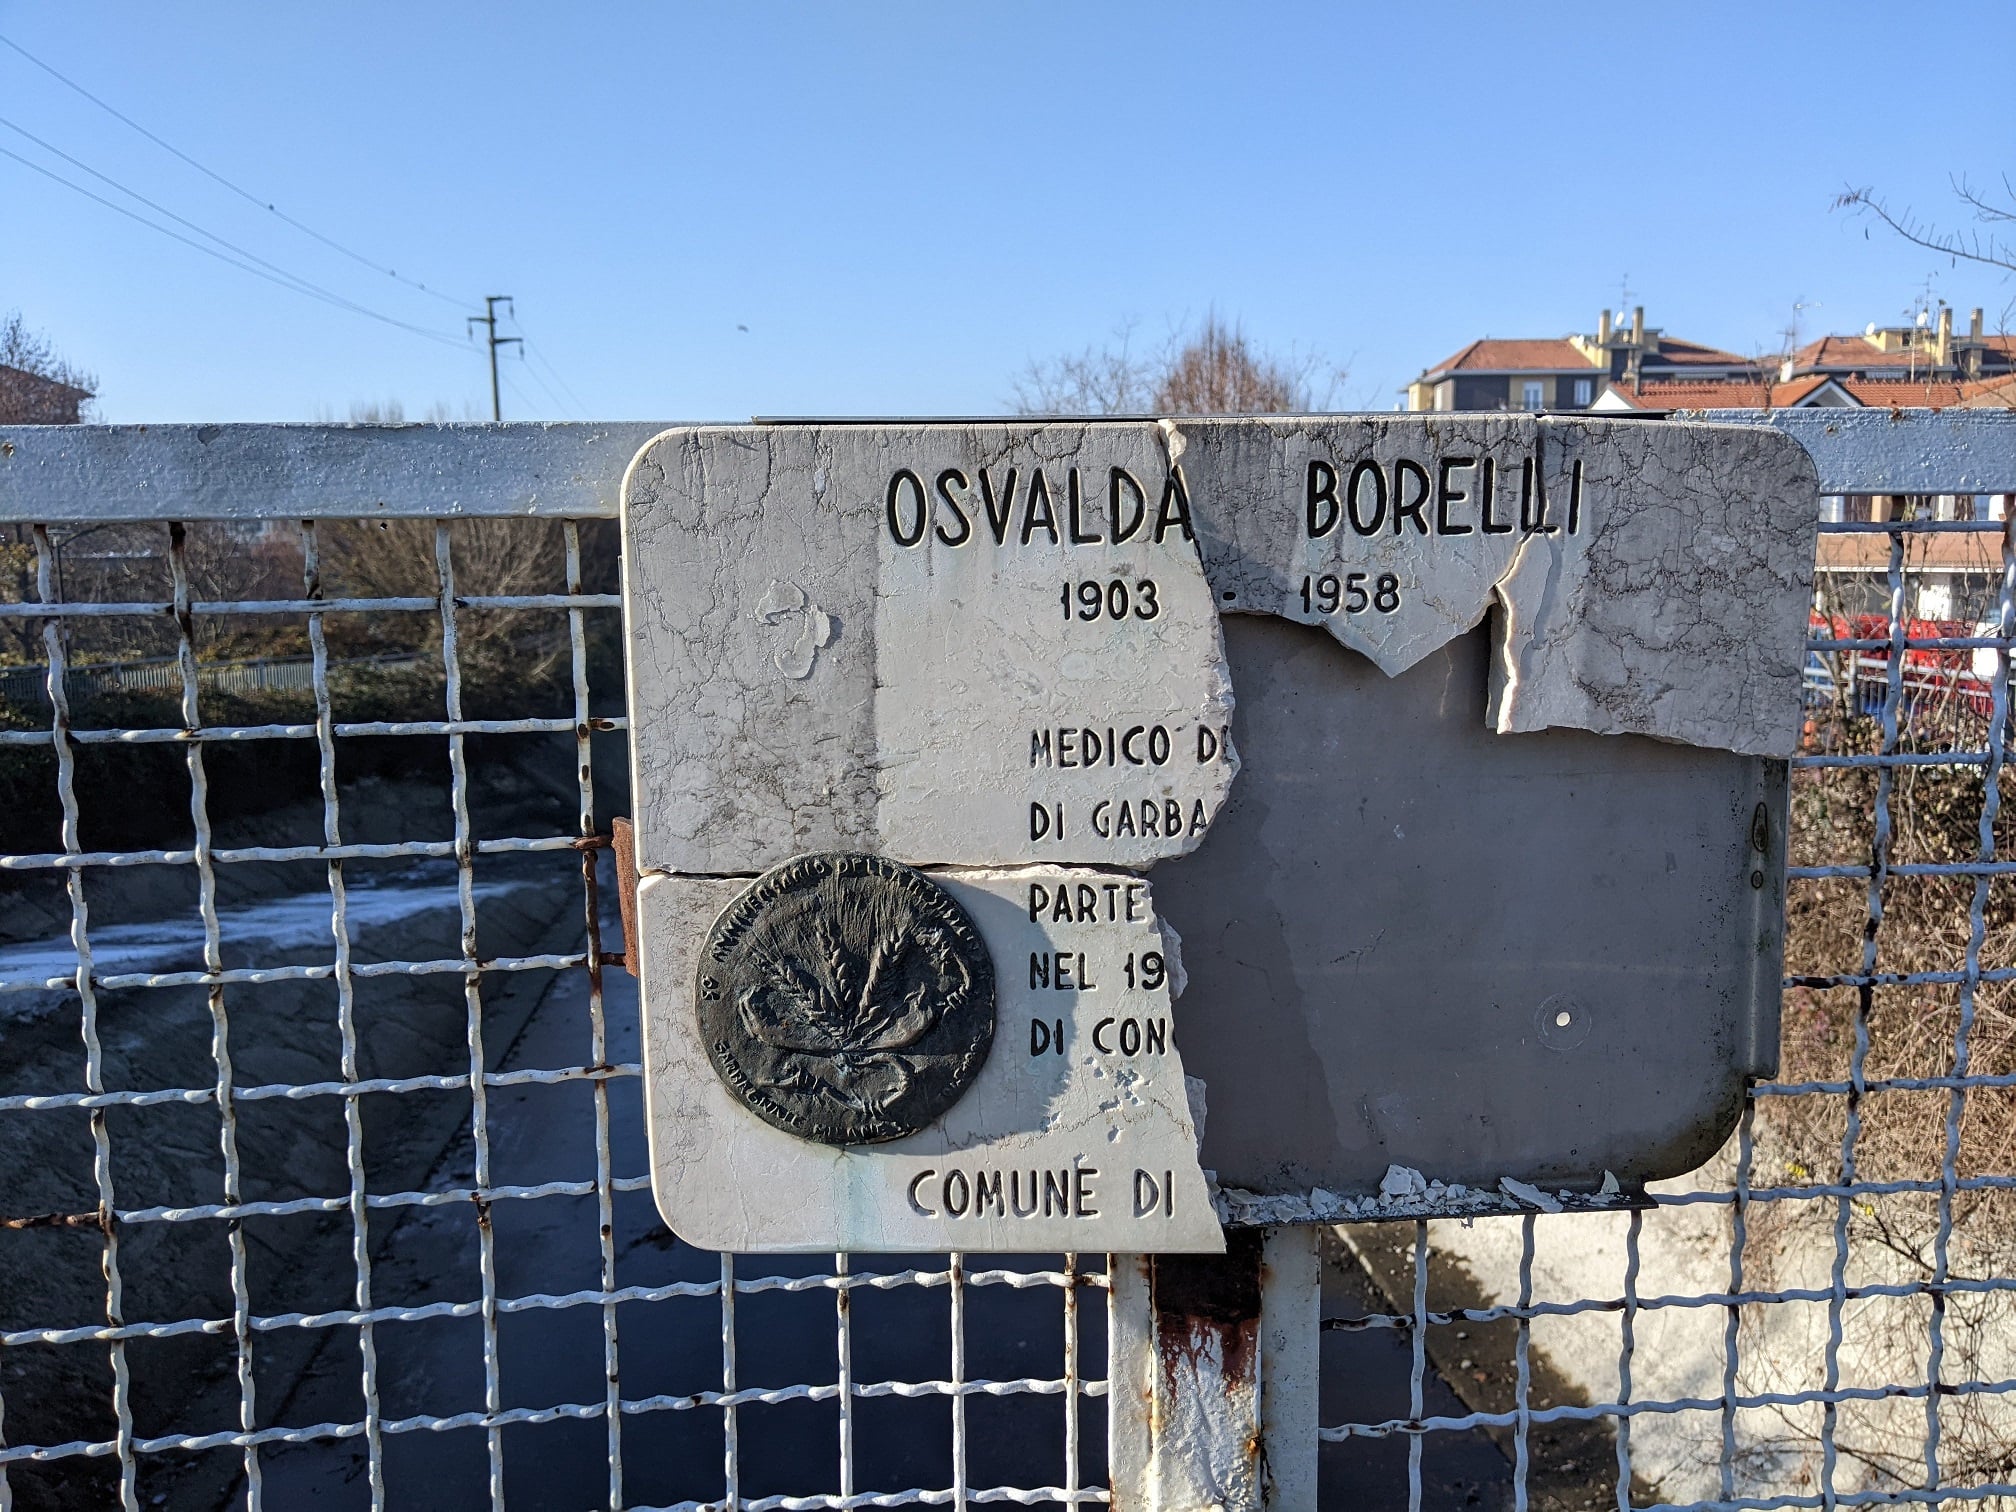 OSVALDA BORELLI
1903 1958
MEDICO D
DI GARBA
PARTE
NEL 19
DI CON
COMUNE DI